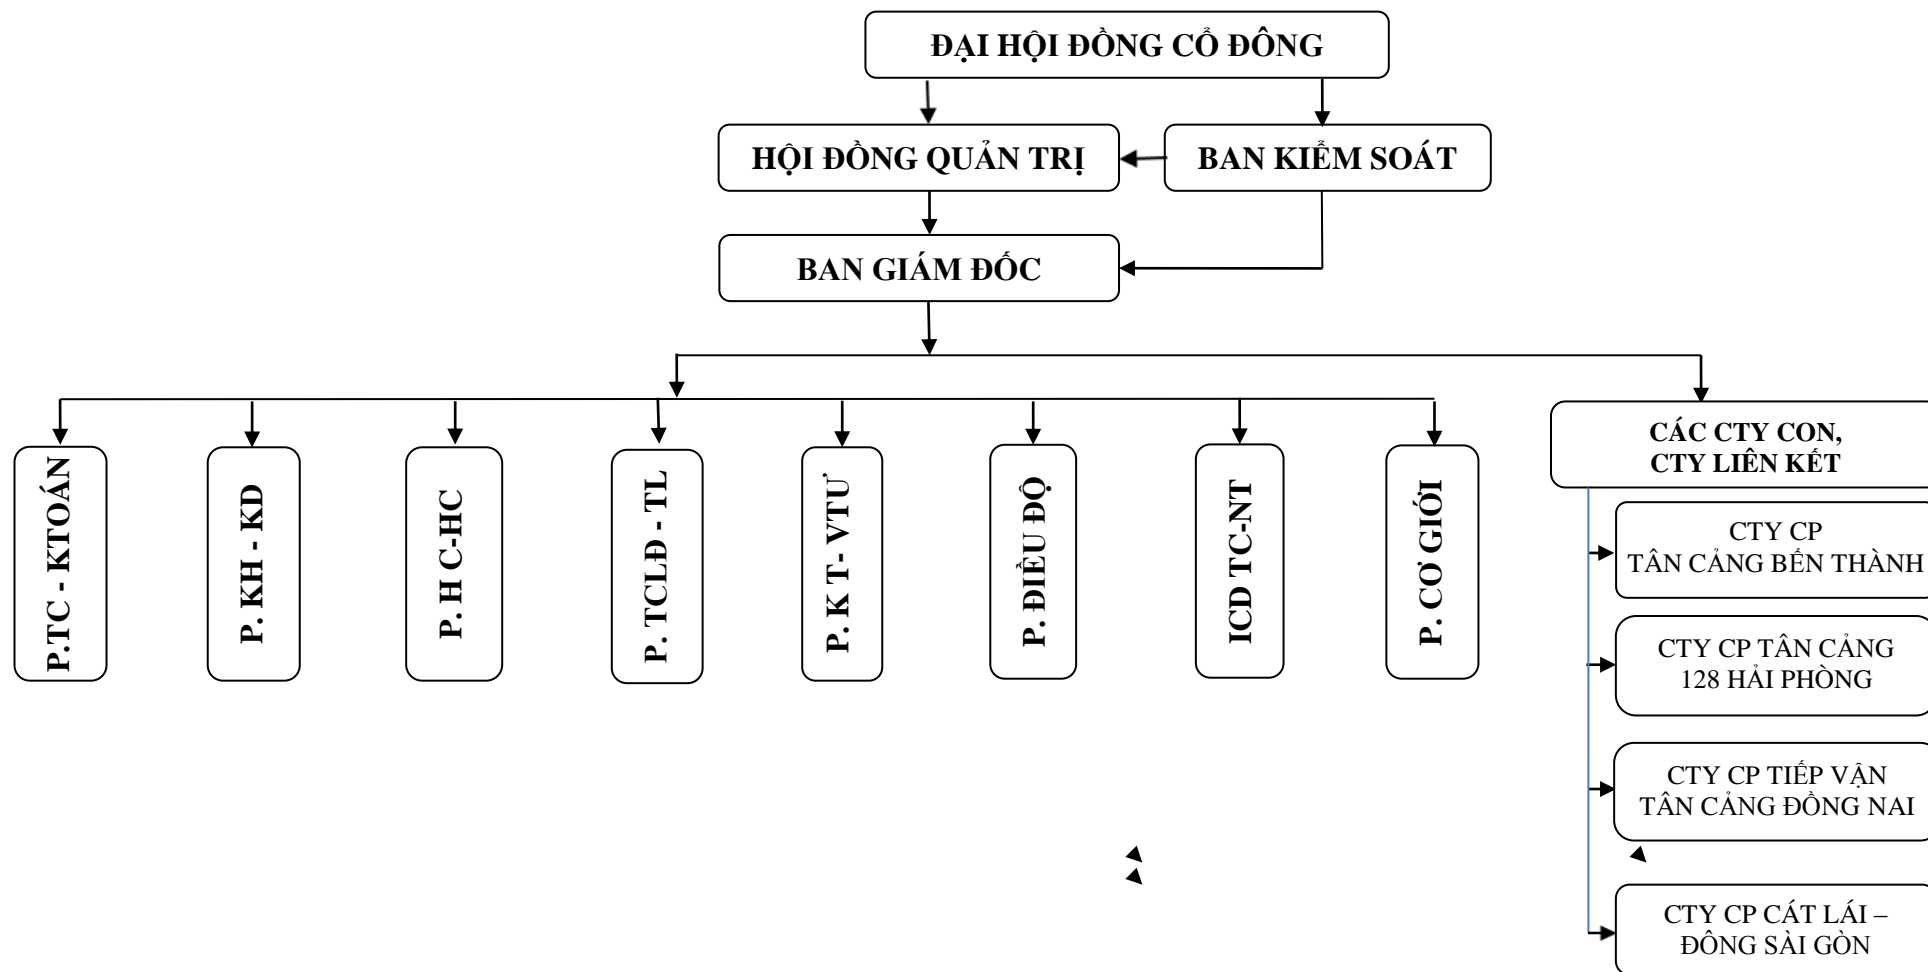 ĐẠI HỘI ĐỒNG CỔ ĐÔNG
HỘI ĐỒNG QUẢN TRỊ
BAN KIỂM SOÁT
BAN GIÁM ĐỐC
P.TC - KTOÁN
P. KH - KD
P. H C-HC
P. TCLĐ - TL
P. K T- VTƯ
P. ĐIỀU ĐỘ
ICD TC-NT
P. CƠ GIỚI
CÁC CTY CON,
CTY LIÊN KẾT
CTY CP
TÂN CẢNG BẾN THÀNH
CTY CP TÂN CẢNG
128 HẢI PHÒNG
CTY CP TIẾP VẬN
TÂN CẢNG ĐỒNG NAI
CTY CP CÁT LÁI –
ĐÔNG SÀI GÒN